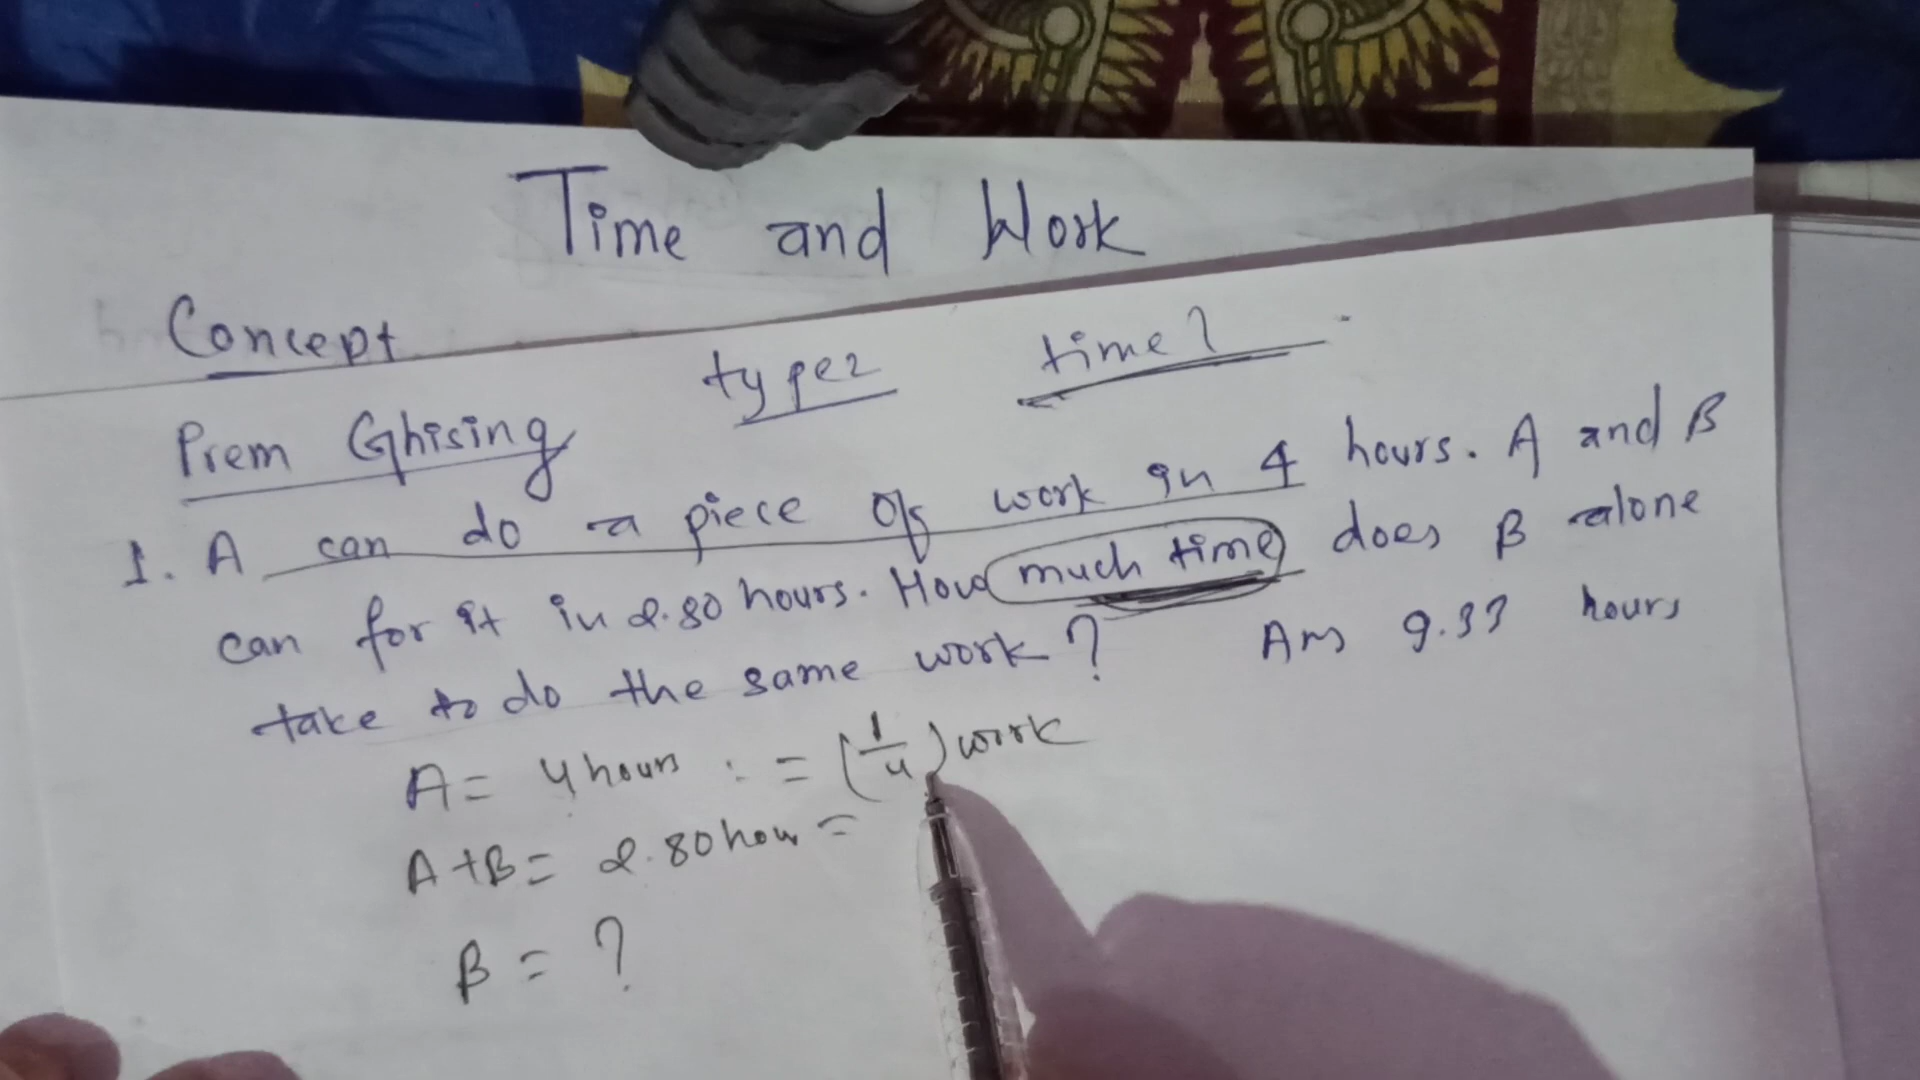 Time and Work
Concept
type2 time?
Prem Ghising
1. A can do a piece of work in 4 hours. A and B
can for it in 2.80 hours. How much time does B alone
take to do the same work? Ans 9.33 hours
A = 4 hours : = (1/4) work
A+B = 2.80 hour =
B = ?